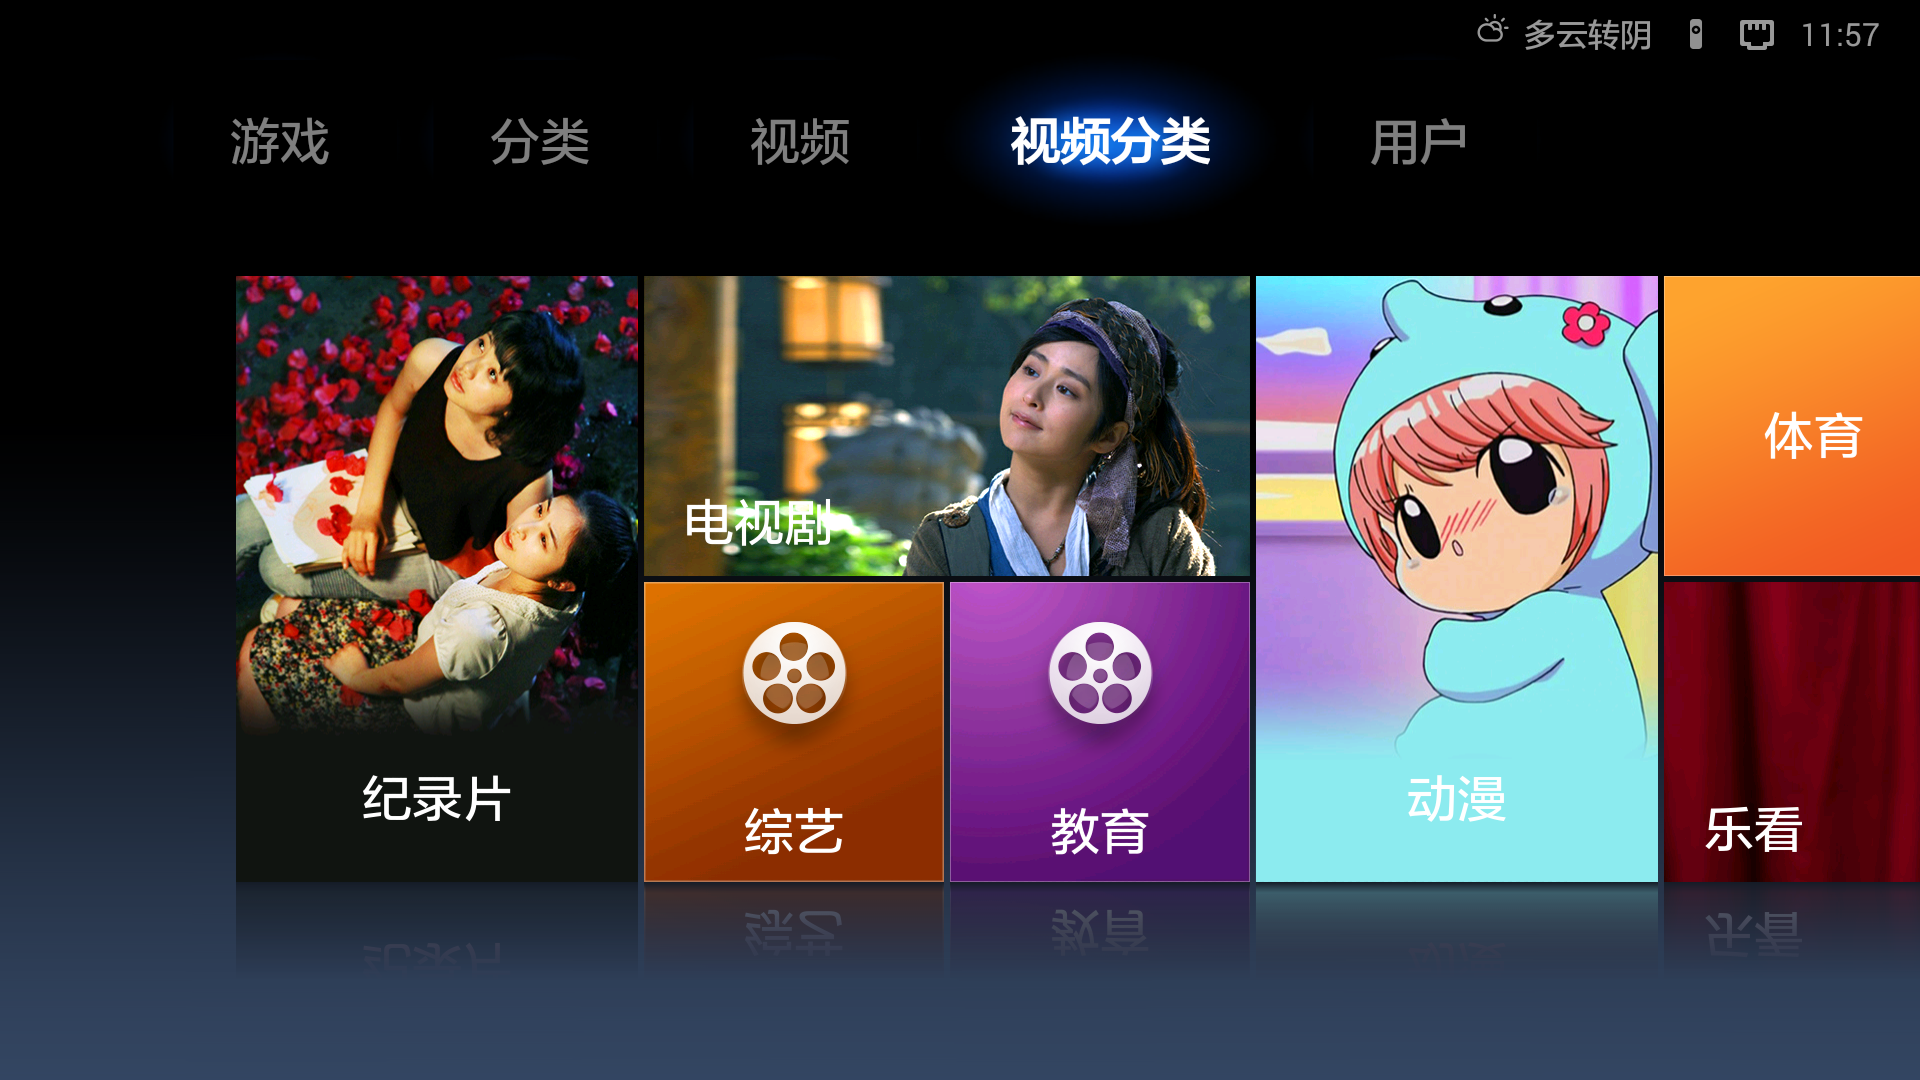 多云转阴 11:57
游戏 分类 视频 视频分类 用户
体育
电视剧
纪录片
动漫
综艺
教育
乐看